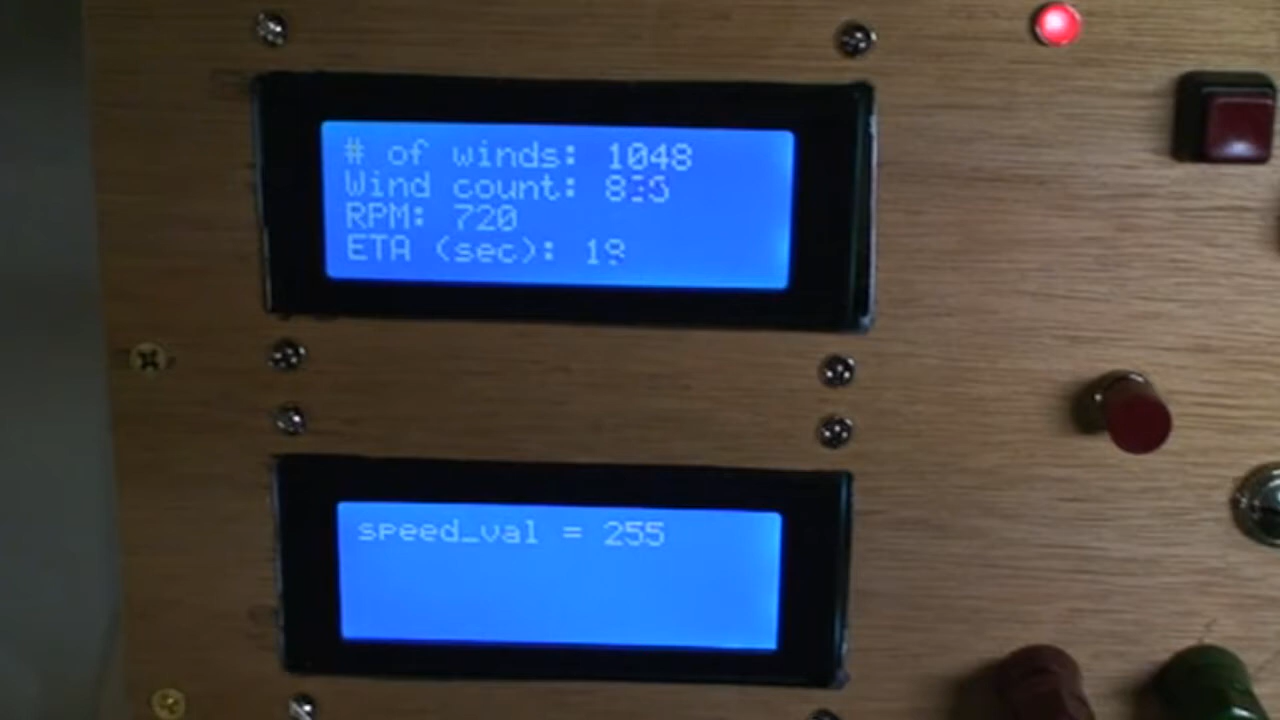 # of winds: 1048
Wind count:
RPM: 720
ETA (sec):
speed_val = 255